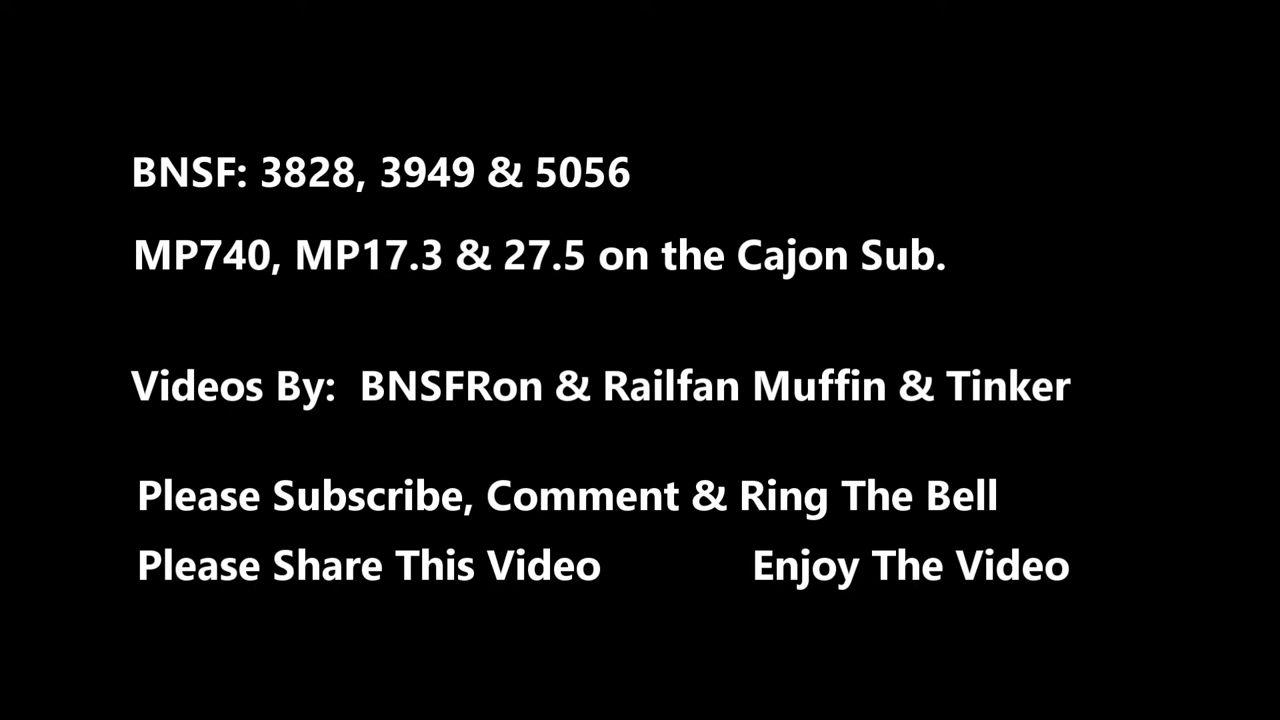 BNSF: 3828, 3949 & 5056
MP740, MP17.3 & 27.5 on the Cajon Sub.
Videos By:  BNSFRon & Railfan Muffin & Tinker
Please Subscribe, Comment & Ring The Bell
Please Share This Video Enjoy The Video